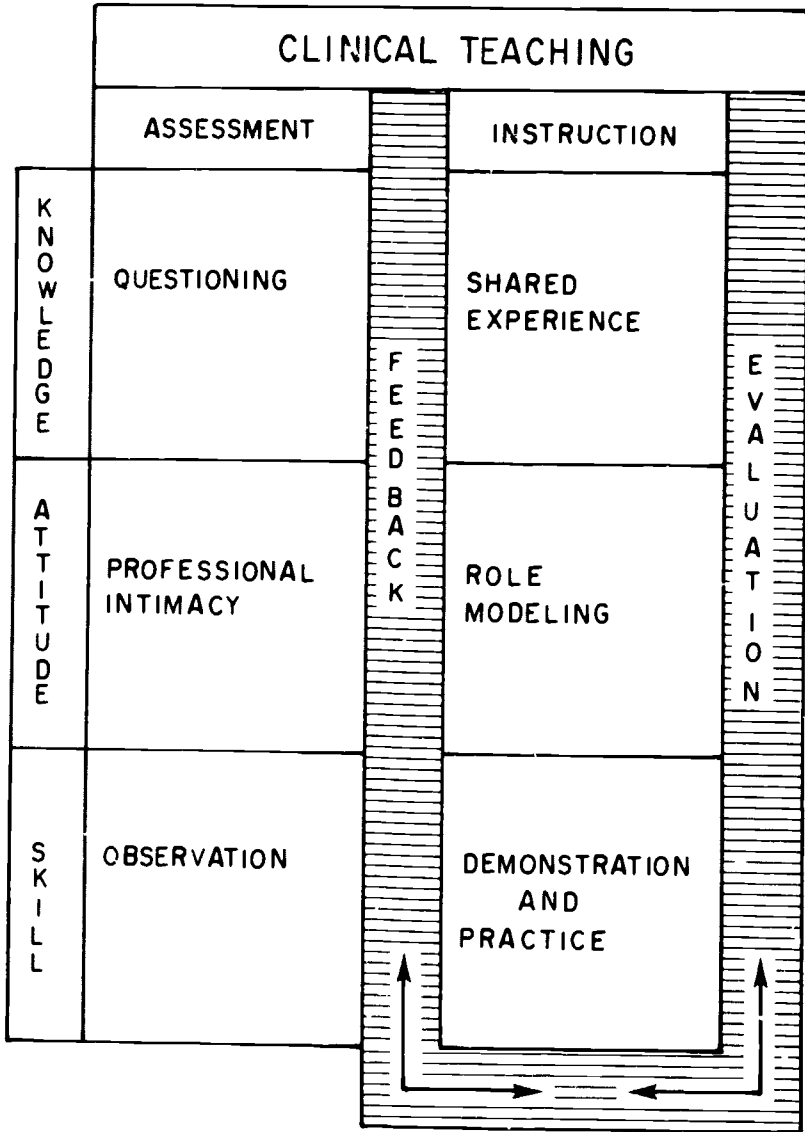 CLINICAL TEACHING
ASSESSMENT
INSTRUCTION
KNOWLEDGE
QUESTIONING
SHARED
EXPERIENCE
FEEDBACK
EVALUATION
ATTITUDE
PROFESSIONAL
INTIMACY
ROLE
MODELING
SKILL
OBSERVATION
DEMONSTRATION
AND
PRACTICE